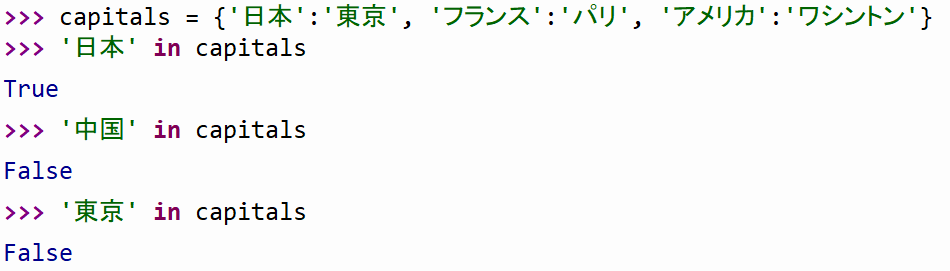 >>> capitals = {'日本':'東京', 'フランス':'パリ', 'アメリカ':'ワシントン'}
>>> '日本' in capitals
True
>>> '中国' in capitals
False
>>> '東京' in capitals
False